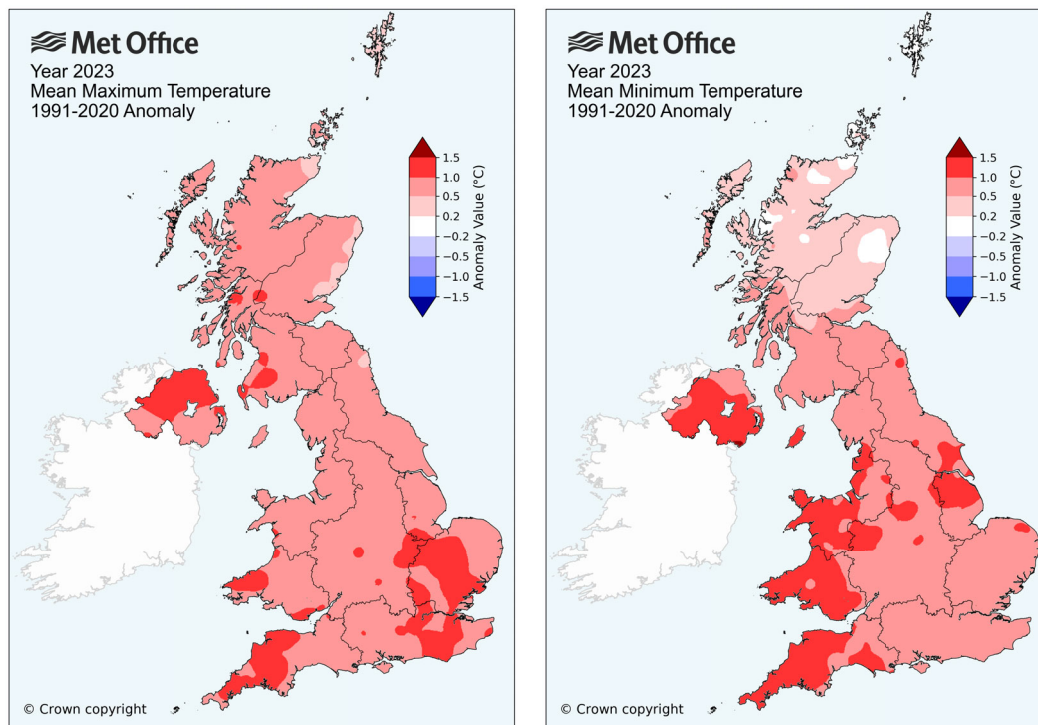 Met Office
Year 2023
Mean Maximum Temperature
1991-2020 Anomaly
1.5
1.0
0.5
0.2
−0.2
−0.5
−1.0
−1.5
Anomaly Value (°C)
© Crown copyright
Met Office
Year 2023
Mean Minimum Temperature
1991-2020 Anomaly
1.5
1.0
0.5
0.2
−0.2
−0.5
−1.0
−1.5
Anomaly Value (°C)
© Crown copyright